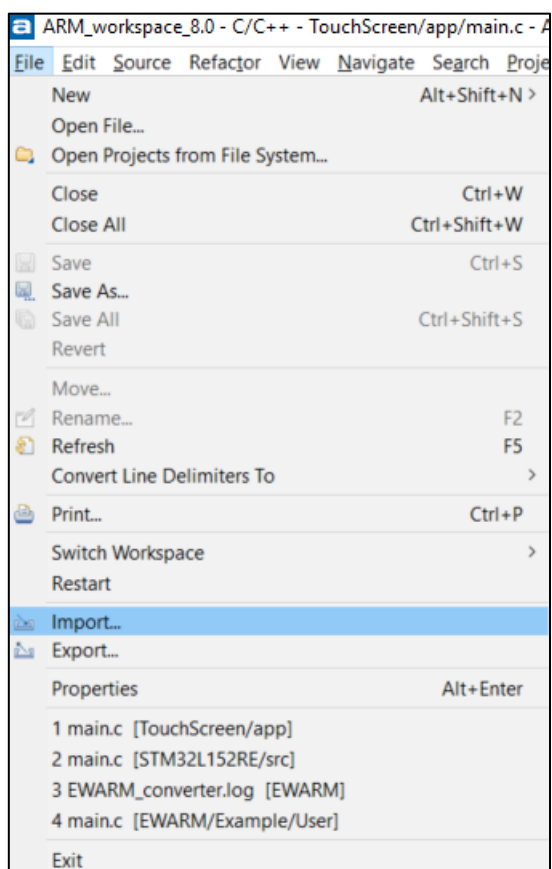 a ARM_workspace_8.0 - C/C++ - TouchScreen/app/main.c - A
File Edit Source Refactor View Navigate Search Proje
New Alt+Shift+N >
Open File...
Open Projects from File System...
Close Ctrl+W
Close All Ctrl+Shift+W
Save Ctrl+S
Save As...
Save All Ctrl+Shift+S
Revert
Move...
Rename... F2
Refresh F5
Convert Line Delimiters To >
Print... Ctrl+P
Switch Workspace >
Restart
Import...
Export...
Properties Alt+Enter
1 main.c [TouchScreen/app]
2 main.c [STM32L152RE/src]
3 EWARM_converter.log [EWARM]
4 main.c [EWARM/Example/User]
Exit